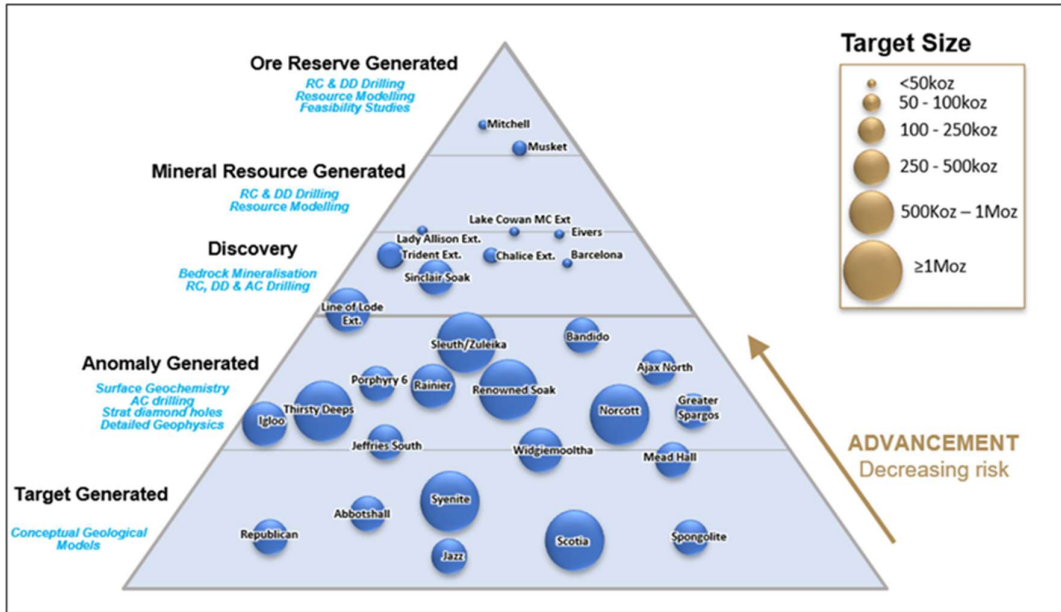 Ore Reserve Generated
RC & DD Drilling
Resource Modelling
Feasibility Studies
Mitchell
Musket
Mineral Resource Generated
RC & DD Drilling
Resource Modelling
Lake Cowan MC Ext
Lady Allison Ext.
Eivers
Discovery
Bedrock Mineralisation
RC, DD & AC Drilling
Trident Ext.
Chalice Ext.
Barcelona
Sinclair Soak
Line of Lode
Ext.
Anomaly Generated
Surface Geochemistry
AC drilling
Strat diamond holes
Detailed Geophysics
Sleuth/Zuleika
Bandido
Ajax North
Porphyry 6
Rainier
Renowned Soak
Igloo
Thirsty Deeps
Norcott
Greater
Spargos
Jeffries South
Widgiemooltha
Mead Hall
Target Generated
Conceptual Geological
Models
Syenite
Abbotshall
Republican
Jazz
Scotia
Spongolite
Target Size
<50koz
50 - 100koz
100 - 250koz
250 - 500koz
500Koz – 1Moz
≥1Moz
ADVANCEMENT
Decreasing risk